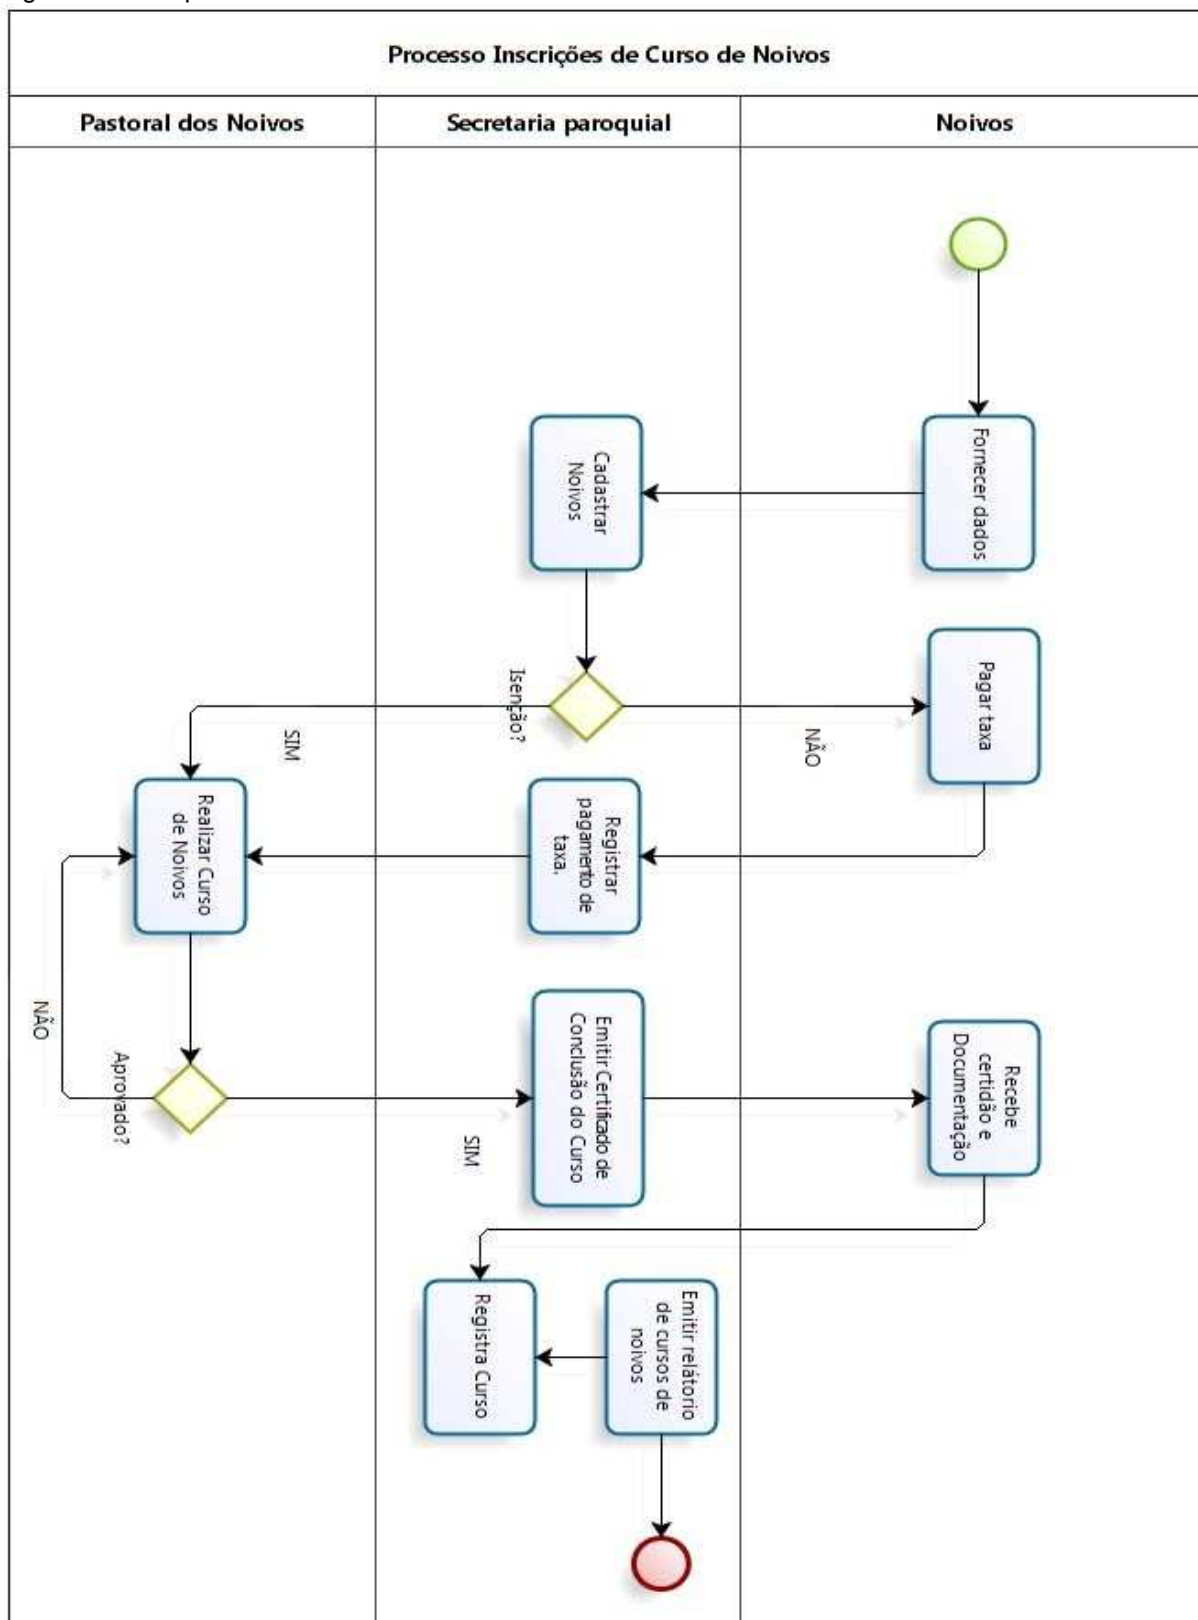 Processo Inscrições de Curso de Noivos
Pastoral dos Noivos
Secretaria paroquial
Noivos
Fornecer dados
Cadastrar
Noivos
Isenção?
SIM
NÃO
Pagar taxa
Registrar
pagamento de
taxa.
Realizar Curso
de Noivos
Aprovado?
NÃO
SIM
Emitir Certificado de
Conclusão do Curso
Recebe
certidão e
Documentação
Registra Curso
Emitir relátorio
de cursos de
noivos